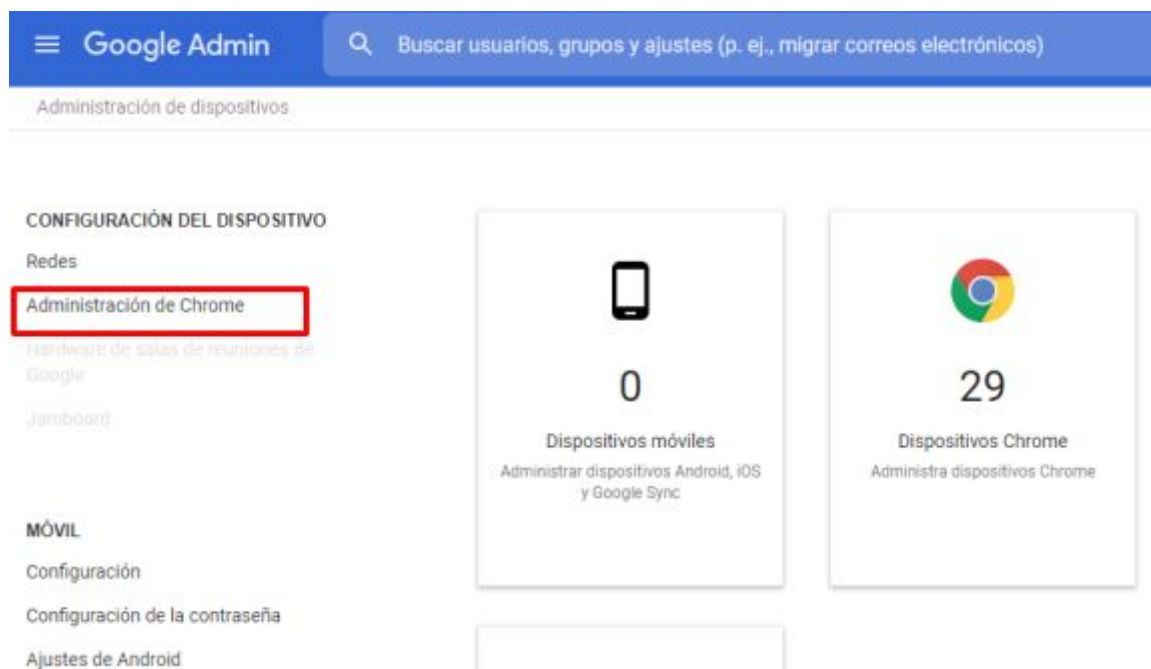 Google Admin
Buscar usuarios, grupos y ajustes (p. ej., migrar correos electrónicos)
Administración de dispositivos
CONFIGURACIÓN DEL DISPOSITIVO
Redes
Administración de Chrome
Hardware de salas de reuniones de
Google
Jamboard
MÓVIL
Configuración
Configuración de la contraseña
Ajustes de Android
0
Dispositivos móviles
Administrar dispositivos Android, iOS
y Google Sync
29
Dispositivos Chrome
Administra dispositivos Chrome